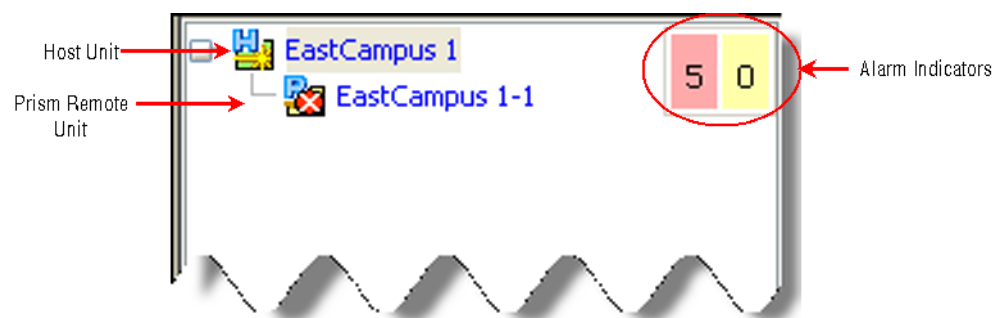 Host Unit
H
EastCampus 1
5 0
Alarm Indicators
Prism Remote
Unit
P
EastCampus 1-1